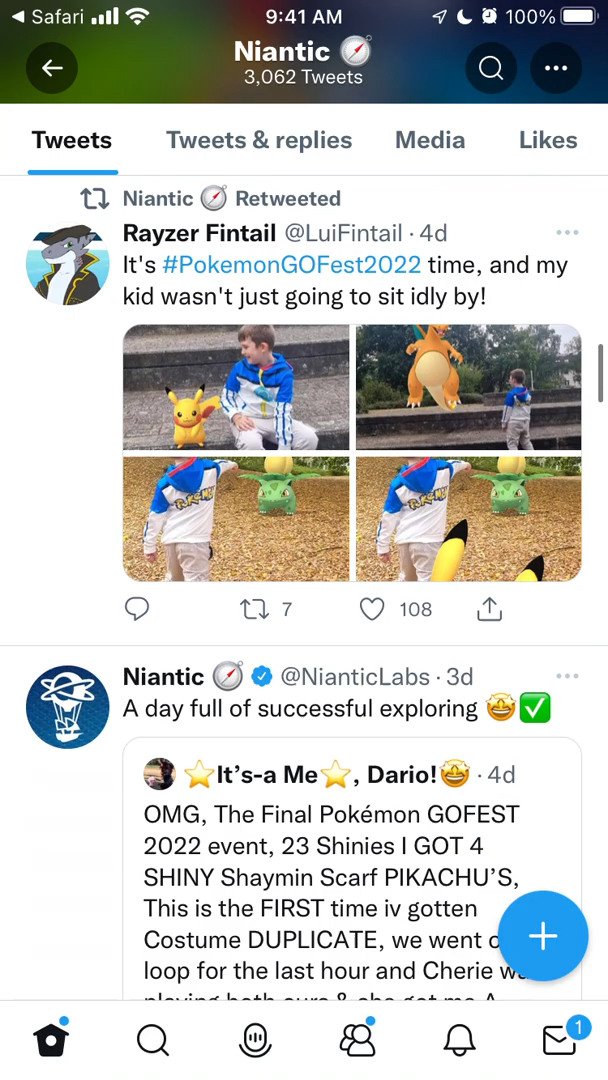 Safari 9:41 AM 100%
Niantic
3,062 Tweets
Tweets Tweets & replies Media Likes
Niantic Retweeted
Rayzer Fintail @LuiFintail · 4d
It's #PokemonGOFest2022 time, and my
kid wasn't just going to sit idly by!
POKéMON
POKéMON
7 108
Niantic @NianticLabs · 3d
A day full of successful exploring 🤩✅
⭐It's-a Me⭐, Dario!🤩 · 4d
OMG, The Final Pokémon GOFEST
2022 event, 23 Shinies I GOT 4
SHINY Shaymin Scarf PIKACHU'S,
This is the FIRST time iv gotten
Costume DUPLICATE, we went
loop for the last hour and Cherie
1